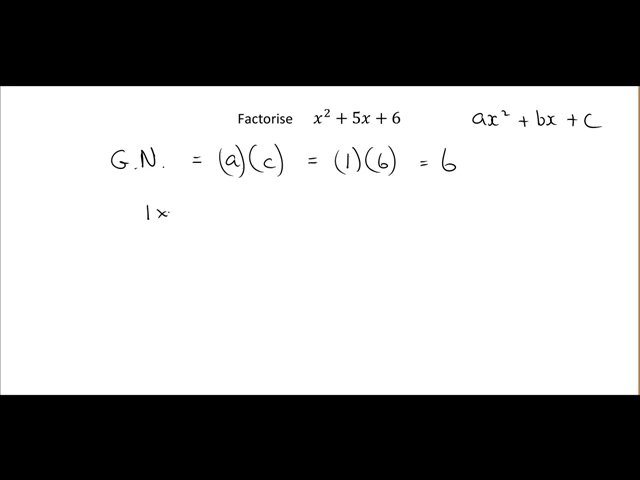 Factorise x² + 5x + 6 ax² + bx + c
G.N. = (a)(c) = (1)(6) = 6
1x